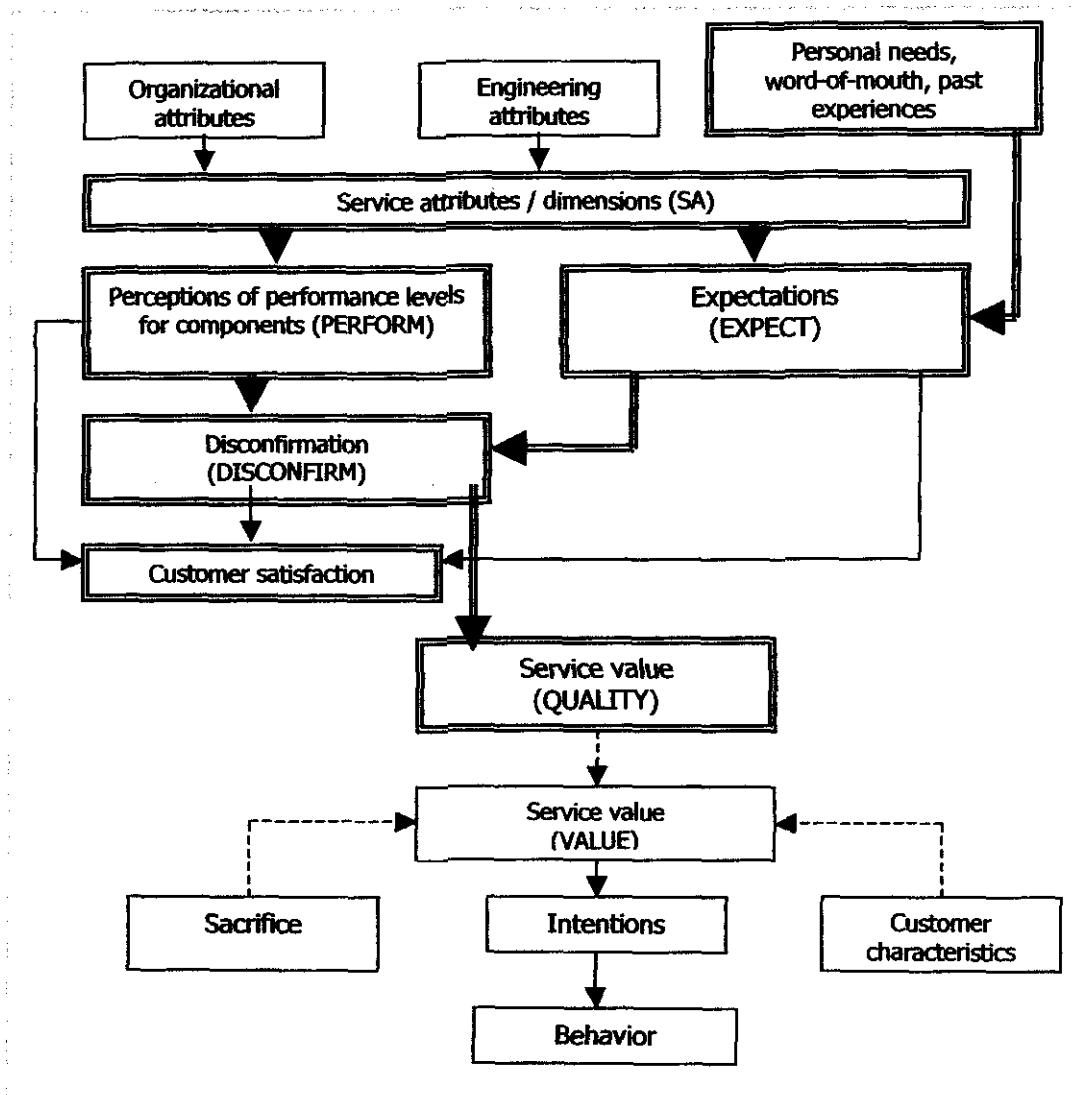 Personal needs,
word-of-mouth, past
experiences
Organizational
attributes
Engineering
attributes
Service attributes / dimensions (SA)
Perceptions of performance levels
for components (PERFORM)
Expectations
(EXPECT)
Disconfirmation
(DISCONFIRM)
Customer satisfaction
Service value
(QUALITY)
Service value
(VALUE)
Sacrifice
Intentions
Customer
characteristics
Behavior